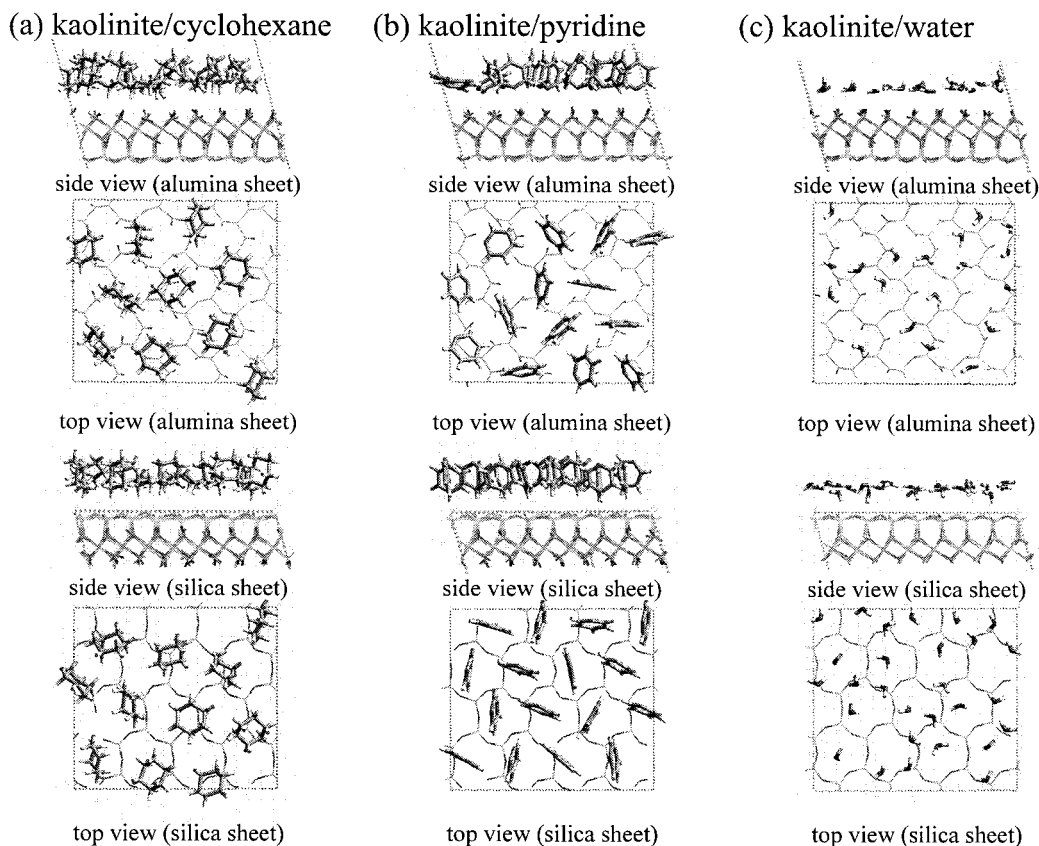 (a) kaolinite/cyclohexane
side view (alumina sheet)
top view (alumina sheet)
side view (silica sheet)
top view (silica sheet)
(b) kaolinite/pyridine
side view (alumina sheet)
top view (alumina sheet)
side view (silica sheet)
top view (silica sheet)
(c) kaolinite/water
side view (alumina sheet)
top view (alumina sheet)
side view (silica sheet)
top view (silica sheet)